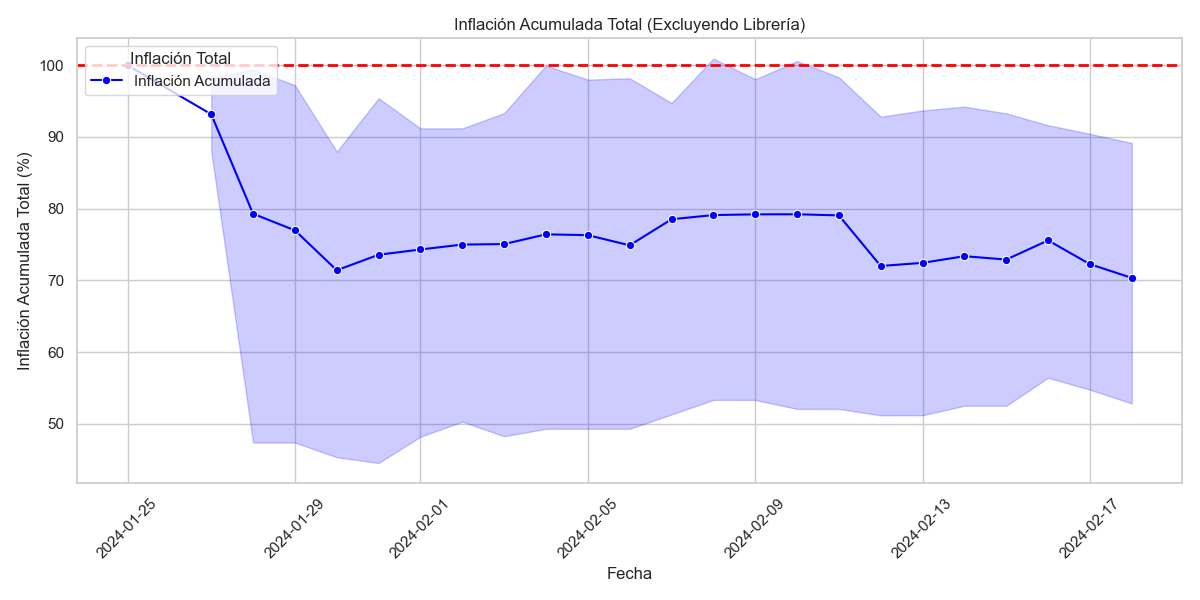 Inflación Acumulada Total (Excluyendo Librería)
Inflación Total
Inflación Acumulada
Inflación Acumulada Total (%)
100
90
80
70
60
50
2024-01-25
2024-01-29
2024-02-01
2024-02-05
2024-02-09
2024-02-13
2024-02-17
Fecha